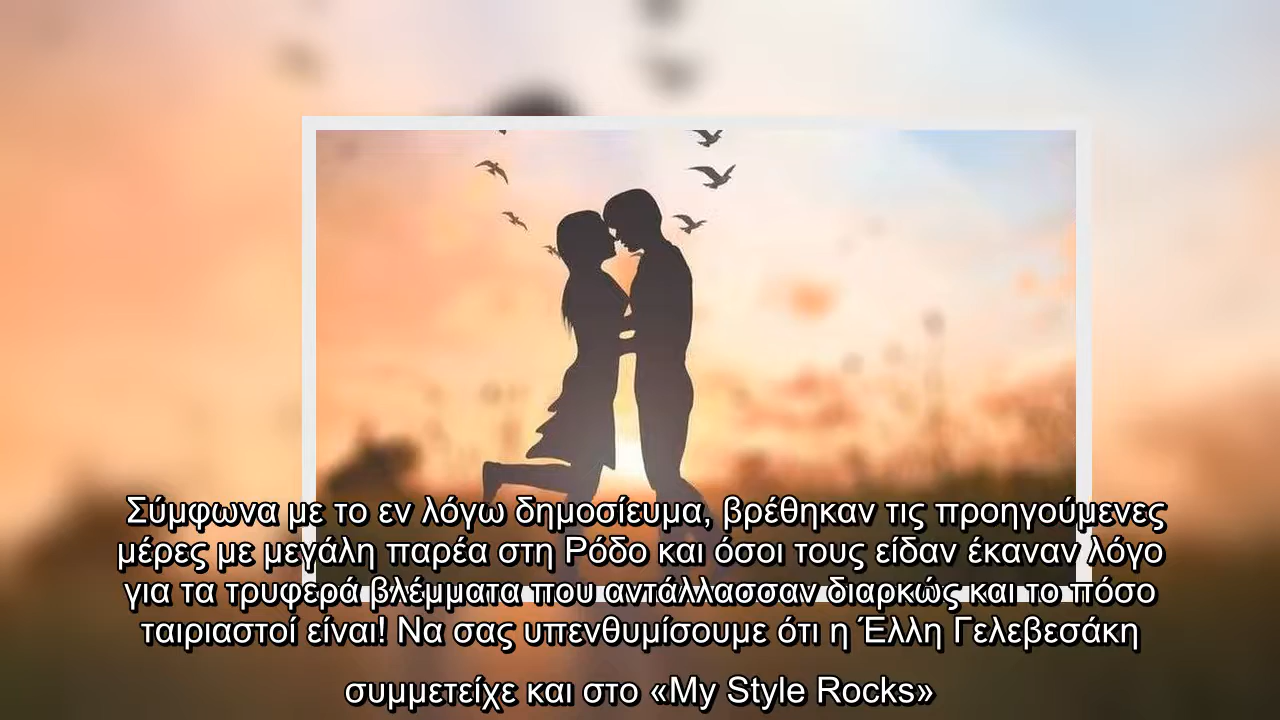 Σύμφωνα με το εν λόγω δημοσίευμα, βρέθηκαν τις προηγούμενες
μέρες με μεγάλη παρέα στη Ρόδο και όσοι τους είδαν έκαναν λόγο
για τα τρυφερά βλέμματα που αντάλλασσαν διαρκώς και το πόσο
ταιριαστοί είναι! Να σας υπενθυμίσουμε ότι η Έλλη Γελεβεσάκη
συμμετείχε και στο «My Style Rocks»